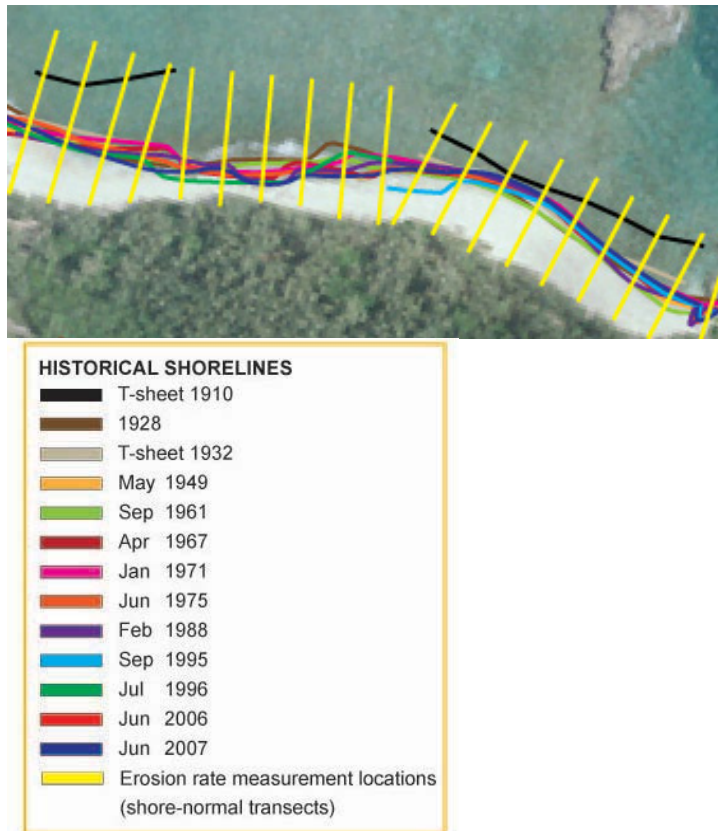 HISTORICAL SHORELINES
T-sheet 1910
1928
T-sheet 1932
May 1949
Sep 1961
Apr 1967
Jan 1971
Jun 1975
Feb 1988
Sep 1995
Jul 1996
Jun 2006
Jun 2007
Erosion rate measurement locations
(shore-normal transects)